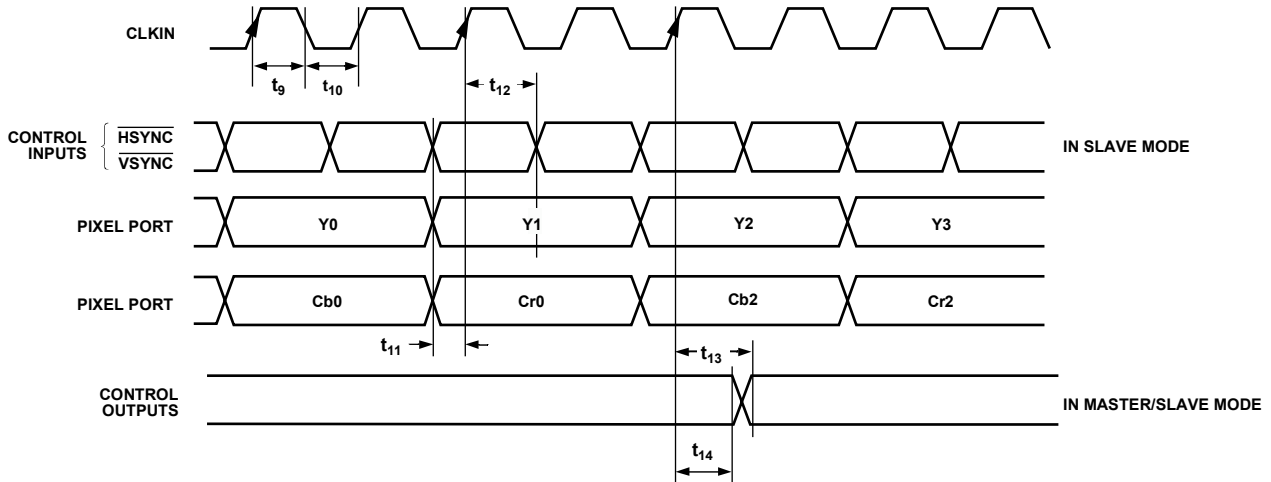 CLKIN
t9
t10
t12
CONTROL
INPUTS
HSYNC
VSYNC
IN SLAVE MODE
PIXEL PORT
Y0
Y1
Y2
Y3
PIXEL PORT
Cb0
Cr0
Cb2
Cr2
t11
t13
CONTROL
OUTPUTS
IN MASTER/SLAVE MODE
t14